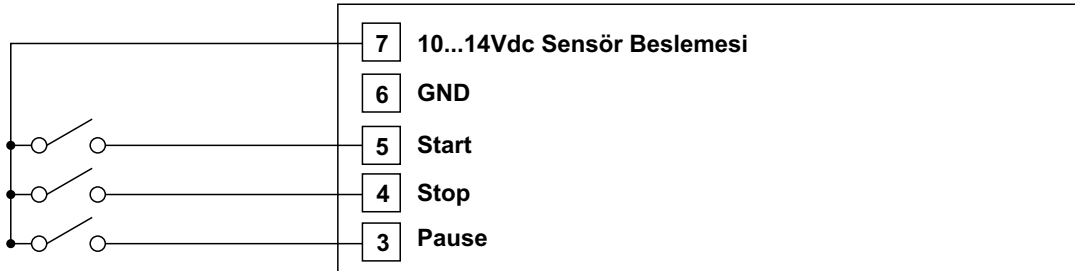 7 10...14Vdc Sensör Beslemesi
6 GND
5 Start
4 Stop
3 Pause